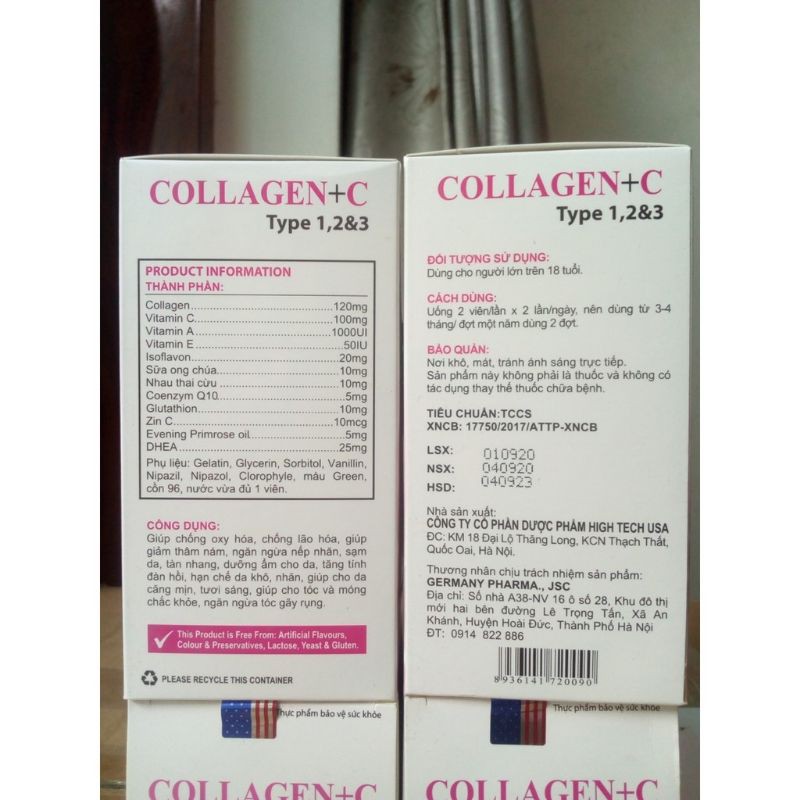 COLLAGEN+C
Type 1,2&3
PRODUCT INFORMATION
THÀNH PHẦN:
Collagen.....................................120mg
Vitamin C....................................100mg
Vitamin A....................................1000UI
Vitamin E....................................50IU
Isoflavon.....................................20mg
Sữa ong chúa..............................10mg
Nhau thai cừu.............................10mg
Coenzym Q10.............................5mg
Glutathion...................................10mg
Zin C...........................................10mcg
Evening Primrose oil...................5mg
DHEA..........................................25mg
Phụ liệu: Gelatin, Glycerin, Sorbitol, Vanillin,
Nipazil, Nipazol, Clorophyle, máu Green,
cồn 96, nước vừa đủ 1 viên.
CÔNG DỤNG:
Giúp chống oxy hóa, chống lão hóa, giúp
giảm thâm nám, ngăn ngừa nếp nhăn, sạm
da, tàn nhang, dưỡng ẩm cho da, tăng tính
đàn hồi, hạn chế da khô, nhăn, giúp cho da
căng mịn, tươi sáng, giúp cho tóc và móng
chắc khỏe, ngăn ngừa tóc gãy rụng.
This Product is Free From: Artificial Flavours,
Colour & Preservatives, Lactose, Yeast & Gluten.
PLEASE RECYCLE THIS CONTAINER
COLLAGEN+C
Type 1,2&3
ĐỐI TƯỢNG SỬ DỤNG:
Dùng cho người lớn trên 18 tuổi.
CÁCH DÙNG:
Uống 2 viên/lần x 2 lần/ngày, nên dùng từ 3-4
tháng/ đợt một năm dùng 2 đợt.
BẢO QUẢN:
Nơi khô, mát, tránh ánh sáng trực tiếp.
Sản phẩm này không phải là thuốc và không có
tác dụng thay thế thuốc chữa bệnh.
TIÊU CHUẨN:TCCS
XNCB: 17750/2017/ATTP-XNCB
LSX: 010920
NSX: 040920
HSD: 040923
Nhà sản xuất:
CÔNG TY CỔ PHẦN DƯỢC PHẨM HIGH TECH USA
ĐC: KM 18 Đại Lộ Thăng Long, KCN Thạch Thất,
Quốc Oai, Hà Nội.
Thương nhân chịu trách nhiệm sản phẩm:
GERMANY PHARMA., JSC
Địa chỉ: Số nhà A38-NV 16 ô số 28, Khu đô thị
mới hai bên đường Lê Trọng Tấn, Xã An
Khánh, Huyện Hoài Đức, Thành Phố Hà Nội
ĐT: 0914 822 886
8 936141 720090
Thực phẩm bảo vệ sức khỏe
COLLAGEN+C
Thực phẩm bảo vệ sức khỏe
COLLAGEN+C